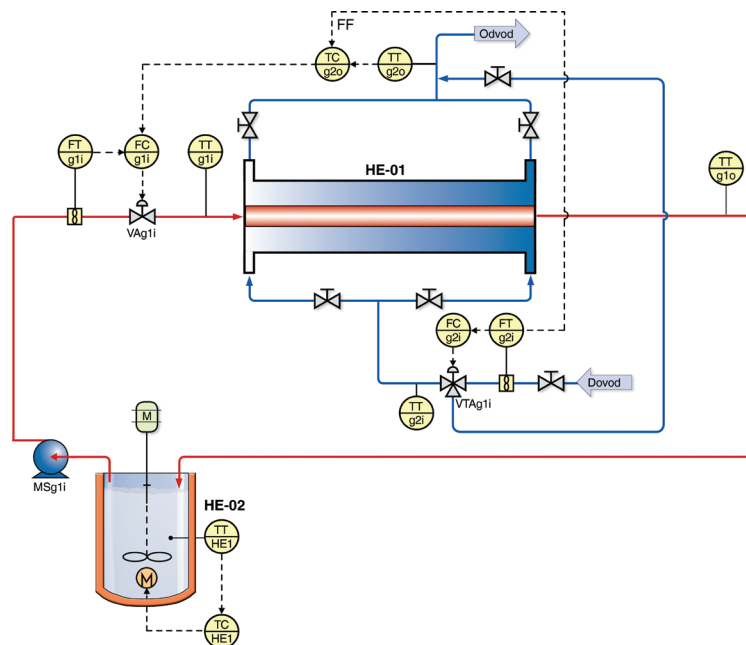 FF
Odvod
TC
g2o
TT
g2o
FT
g1i
FC
g1i
TT
g1i
HE-01
TT
g1o
VAg1i
FC
g2i
FT
g2i
Dovod
TT
g2i
VTAg1i
M
MSg1i
HE-02
TT
HE1
M
TC
HE1